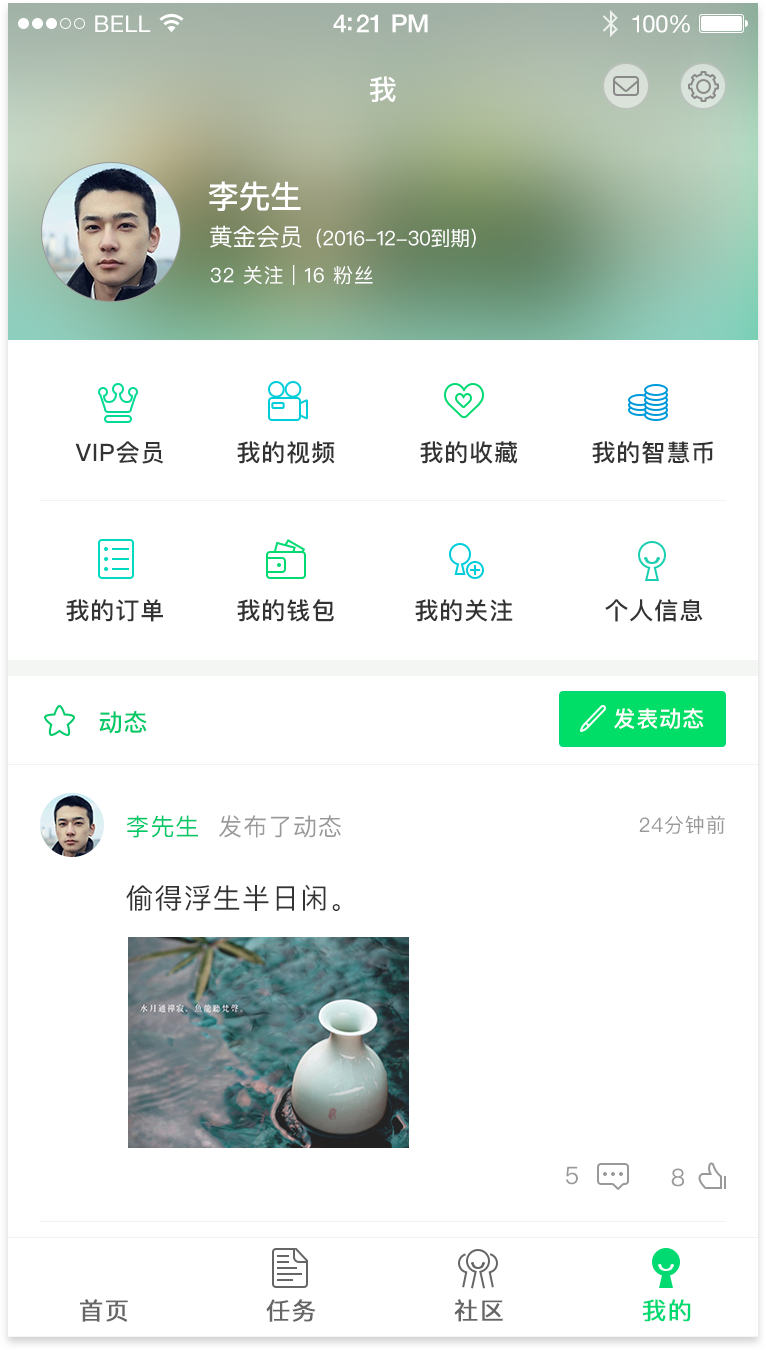 BELL 4:21 PM 100%
我
李先生
黄金会员（2016-12-30到期）
32 关注 | 16 粉丝
VIP会员 我的视频 我的收藏 我的智慧币
我的订单 我的钱包 我的关注 个人信息
动态 发表动态
李先生 发布了动态 24分钟前
偷得浮生半日闲。
水月通禪寂、魚龍聽梵聲。
5 8
首页 任务 社区 我的